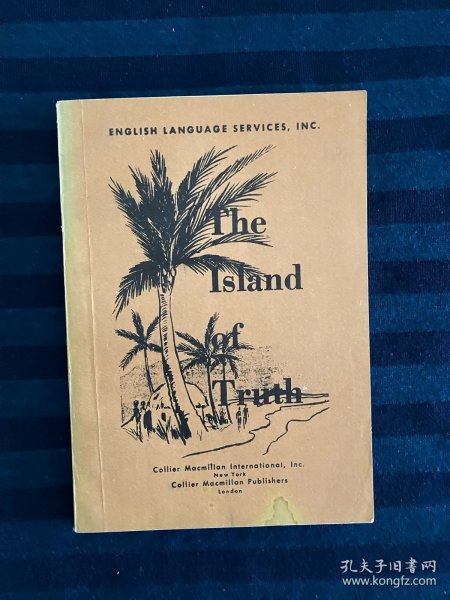 ENGLISH LANGUAGE SERVICES, INC.
The
Island
of
Truth
Collier Macmillan International, Inc.
New York
Collier Macmillan Publishers
London
孔夫子旧书网
www.kongfz.com